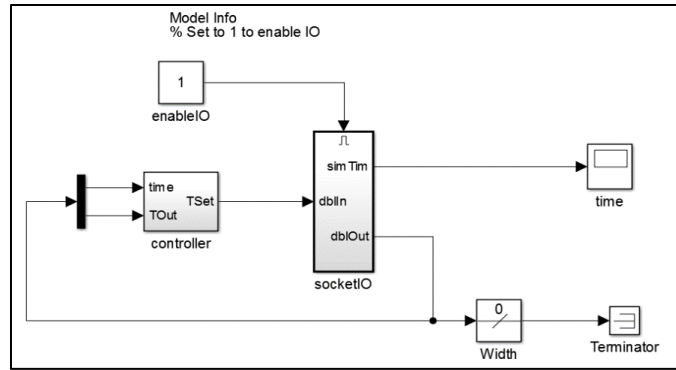 Model Info
% Set to 1 to enable IO
1
enableIO
simTim
dblIn
dblOut
socketIO
time
time
TOut
TSet
controller
0
Width
Terminator